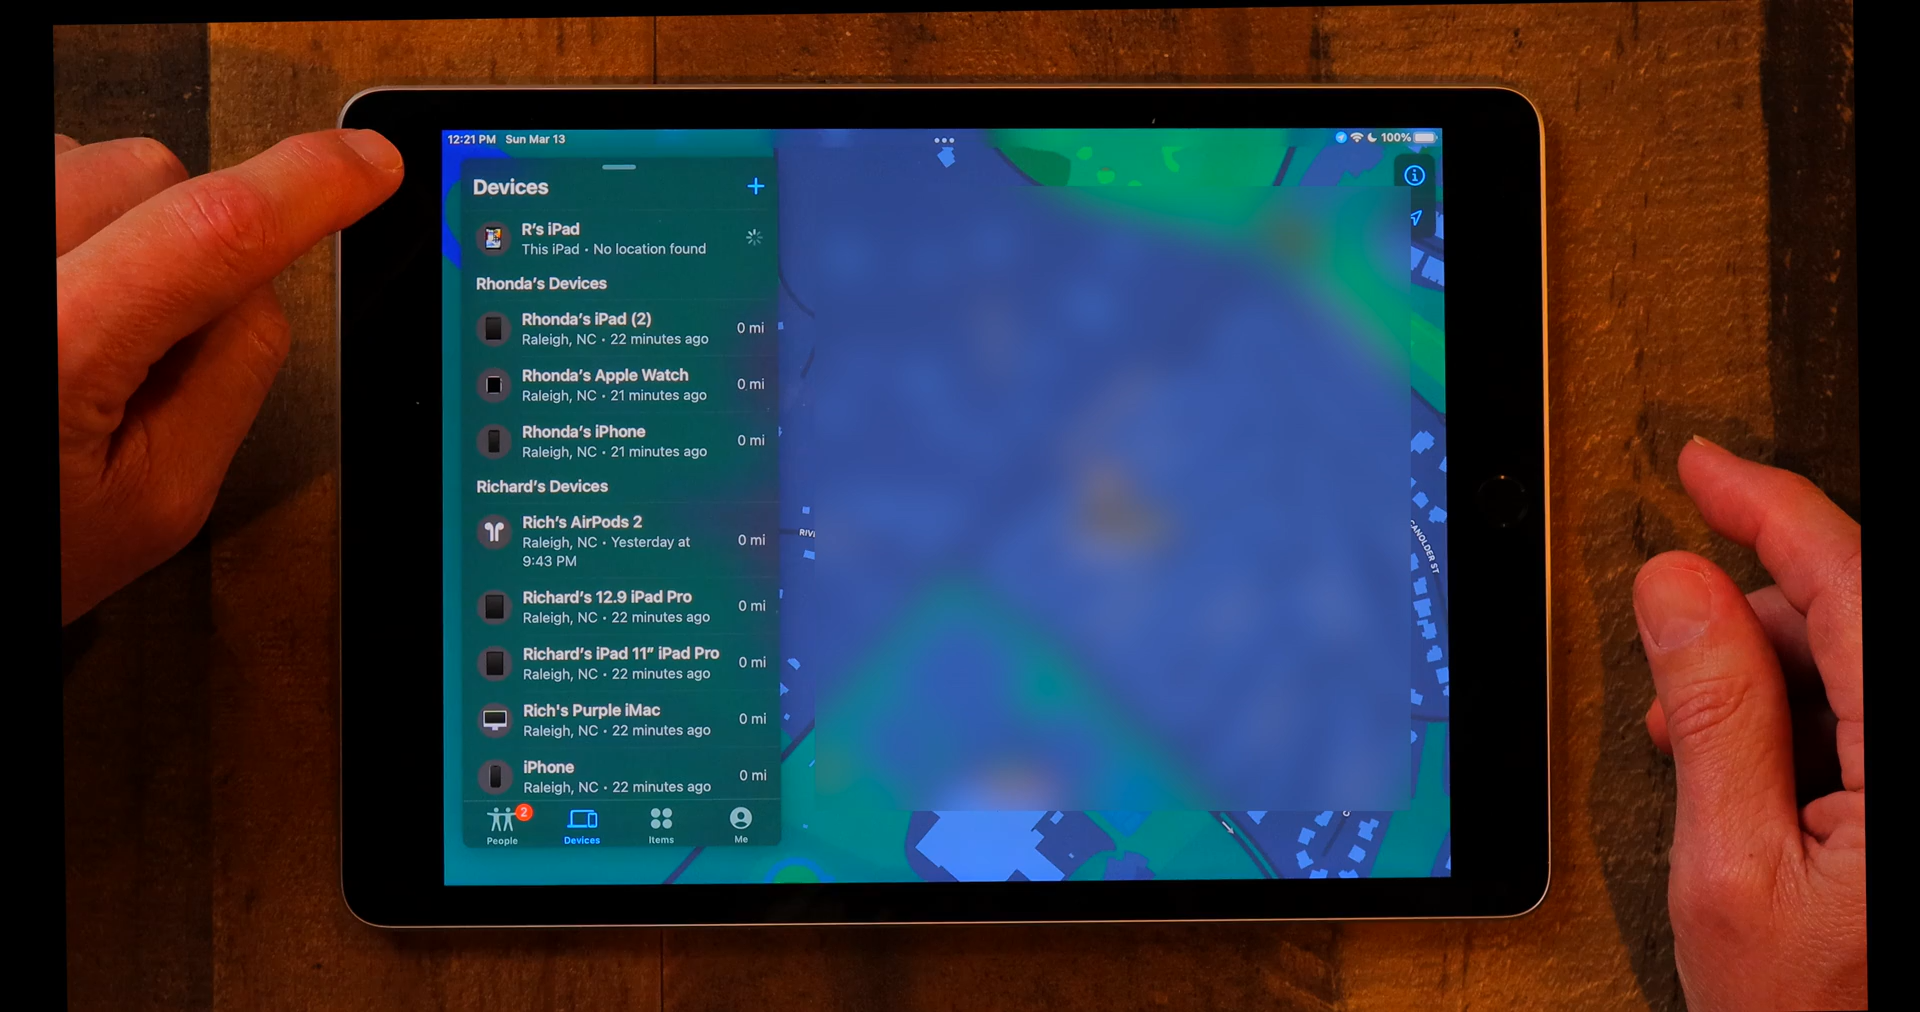 12:21 PM Sun Mar 13
100%
Devices
R's iPad
This iPad • No location found
Rhonda's Devices
Rhonda's iPad (2)
Raleigh, NC • 22 minutes ago
0 mi
Rhonda's Apple Watch
Raleigh, NC • 21 minutes ago
0 mi
Rhonda's iPhone
Raleigh, NC • 21 minutes ago
0 mi
Richard's Devices
Rich's AirPods 2
Raleigh, NC • Yesterday at
9:43 PM
0 mi
Richard's 12.9 iPad Pro
Raleigh, NC • 22 minutes ago
0 mi
Richard's iPad 11" iPad Pro
Raleigh, NC • 22 minutes ago
0 mi
Rich's Purple iMac
Raleigh, NC • 22 minutes ago
0 mi
iPhone
Raleigh, NC • 22 minutes ago
0 mi
2
People
Devices
Items
Me
RIV
CANOLDER ST